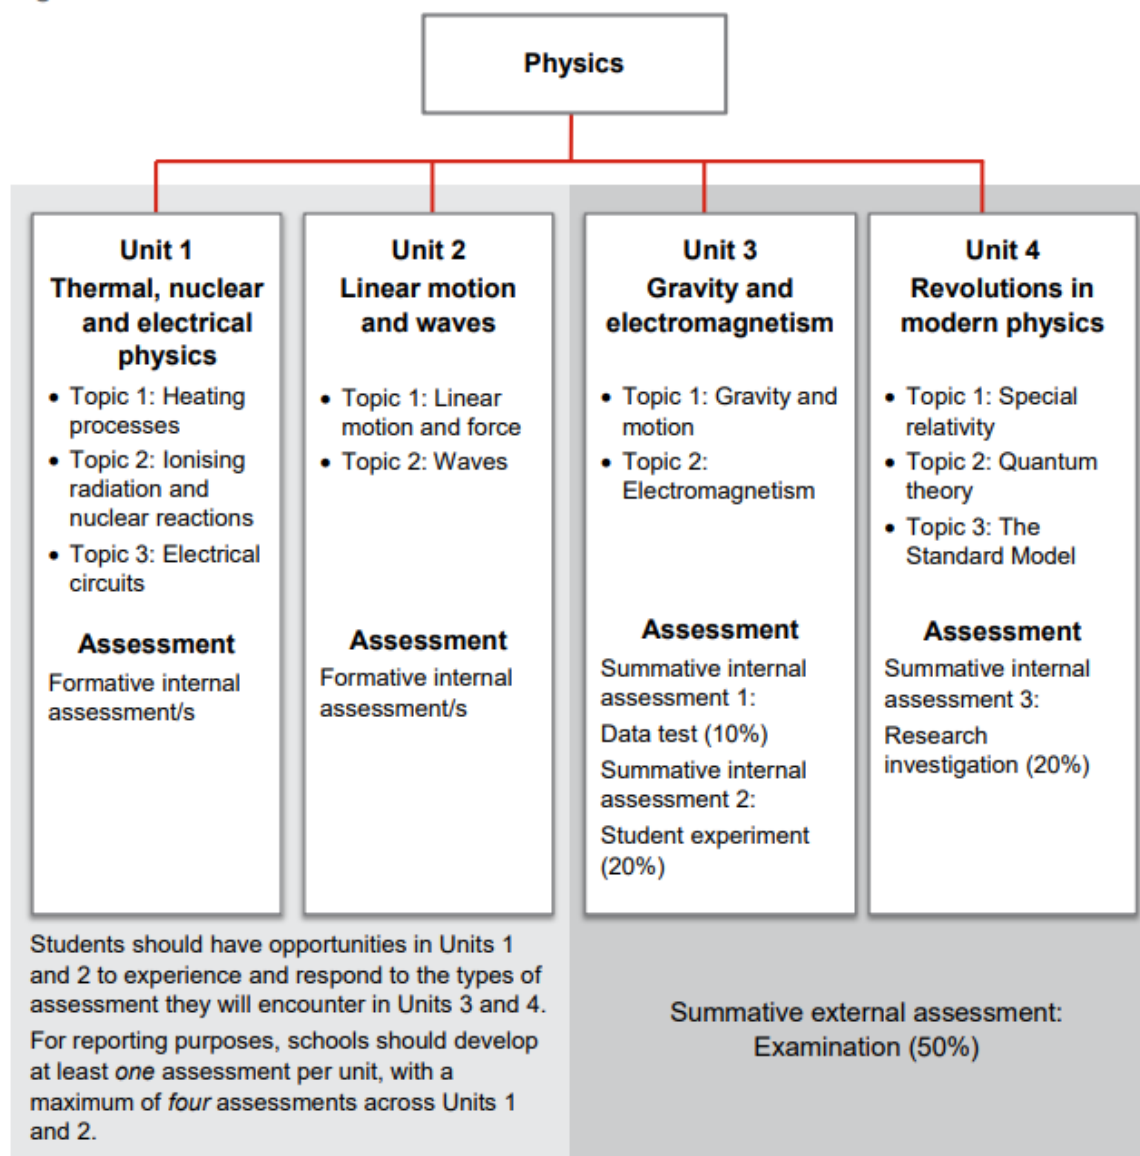 Physics
Unit 1
Thermal, nuclear
and electrical
physics
• Topic 1: Heating
processes
• Topic 2: Ionising
radiation and
nuclear reactions
• Topic 3: Electrical
circuits
Assessment
Formative internal
assessment/s
Unit 2
Linear motion
and waves
• Topic 1: Linear
motion and force
• Topic 2: Waves
Assessment
Formative internal
assessment/s
Unit 3
Gravity and
electromagnetism
• Topic 1: Gravity and
motion
• Topic 2:
Electromagnetism
Assessment
Summative internal
assessment 1:
Data test (10%)
Summative internal
assessment 2:
Student experiment
(20%)
Unit 4
Revolutions in
modern physics
• Topic 1: Special
relativity
• Topic 2: Quantum
theory
• Topic 3: The
Standard Model
Assessment
Summative internal
assessment 3:
Research
investigation (20%)
Students should have opportunities in Units 1
and 2 to experience and respond to the types of
assessment they will encounter in Units 3 and 4.
For reporting purposes, schools should develop
at least one assessment per unit, with a
maximum of four assessments across Units 1
and 2.
Summative external assessment:
Examination (50%)